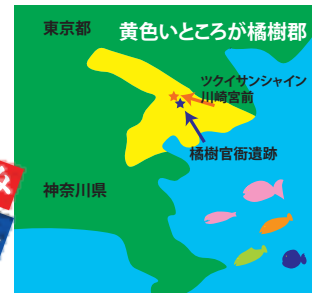 東京都
黄色いところが橘樹郡
ツクイサンシャイン
川崎宮前
橘樹官衙遺跡
神奈川県
み